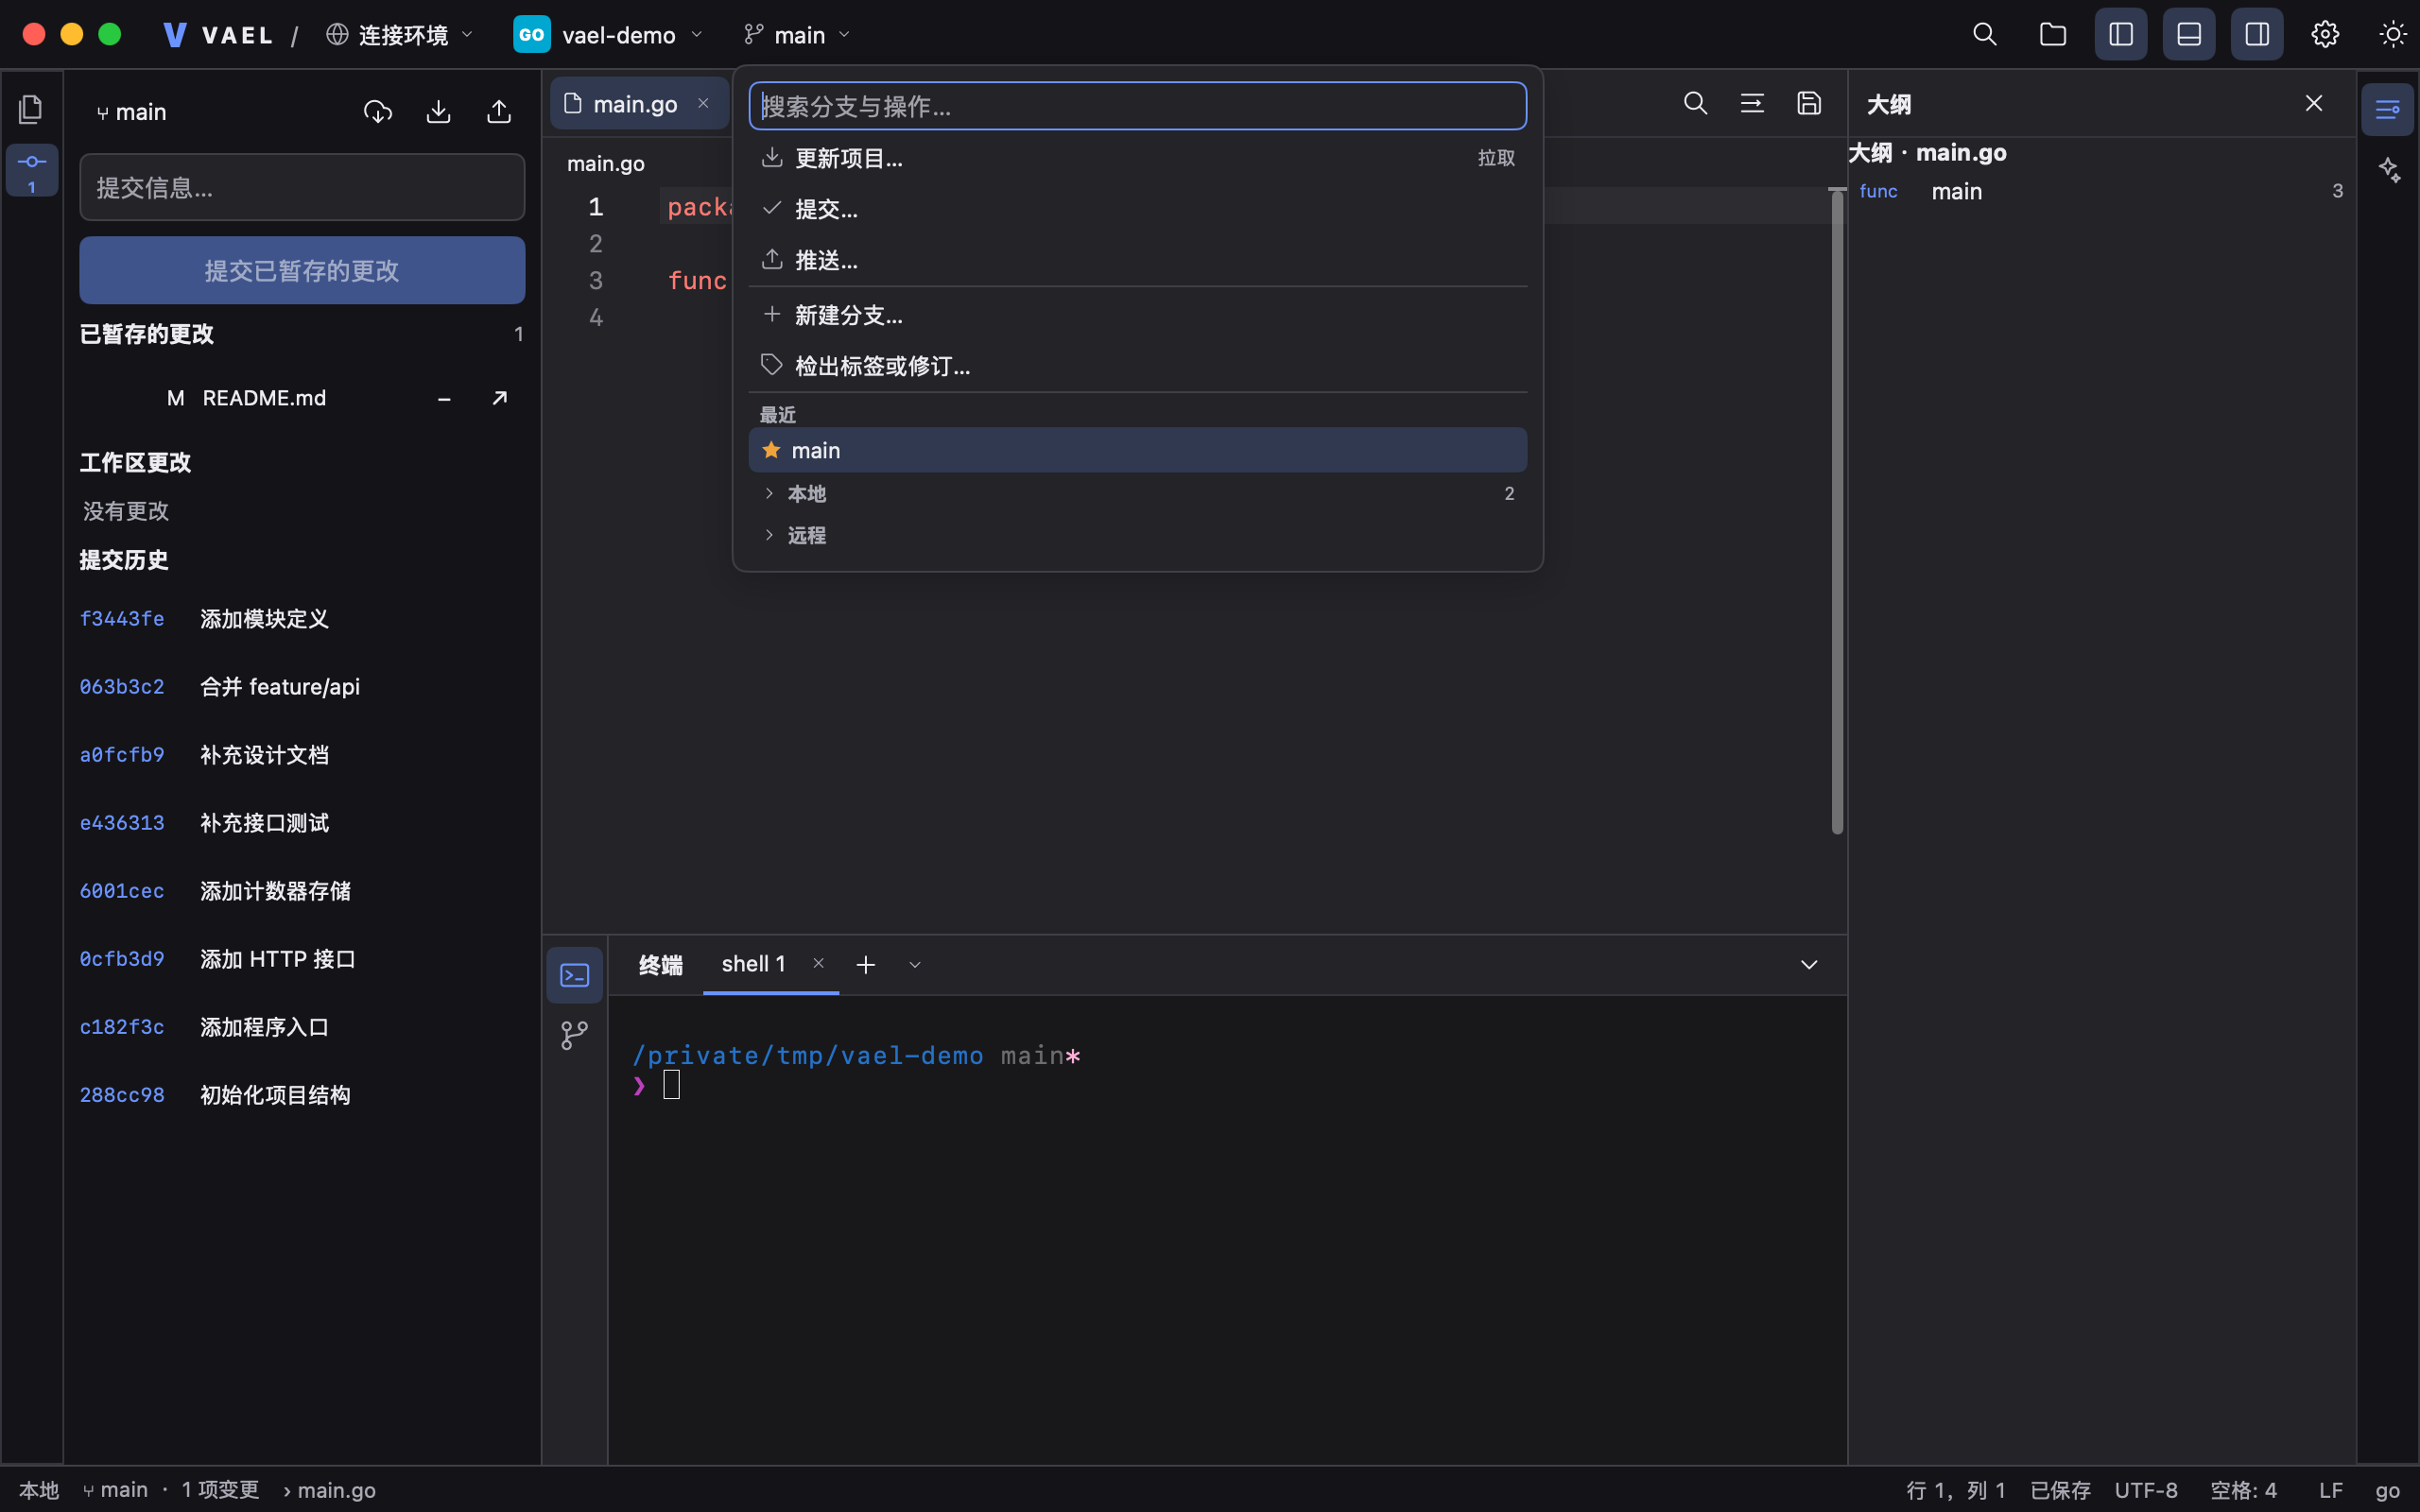 VAEL / 连接环境 GO vael-demo main
main
1
提交信息...
提交已暂存的更改
已暂存的更改 1
M README.md –
工作区更改
没有更改
提交历史
f3443fe 添加模块定义
063b3c2 合并 feature/api
a0fcfb9 补充设计文档
e436313 补充接口测试
6001cec 添加计数器存储
0cfb3d9 添加 HTTP 接口
c182f3c 添加程序入口
288cc98 初始化项目结构
main.go
main.go
1
2
3 func
4
搜索分支与操作...
更新项目... 拉取
提交...
推送...
新建分支...
检出标签或修订...
最近
main
本地 2
远程
大纲
大纲 · main.go
func main 3
终端 shell 1
/private/tmp/vael-demo main*
❯
本地 main · 1 项变更 › main.go 行 1，列 1 已保存 UTF-8 空格: 4 LF go